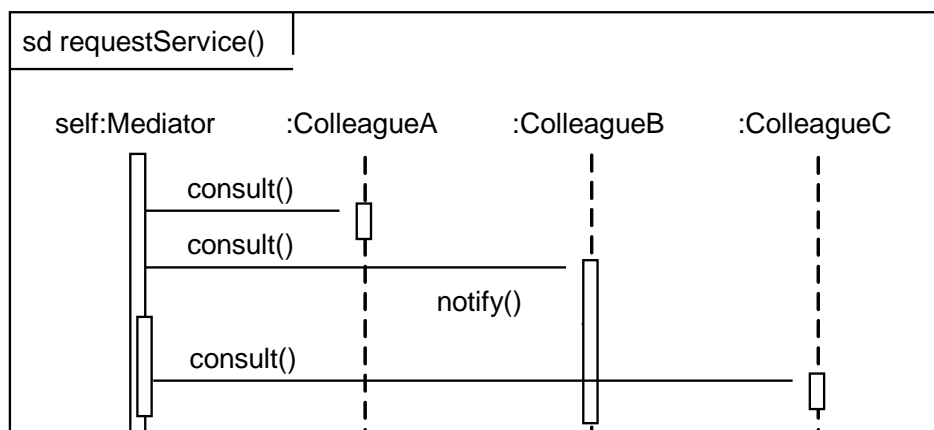 sd requestService()
self:Mediator :ColleagueA :ColleagueB :ColleagueC
consult()
consult()
notify()
consult()